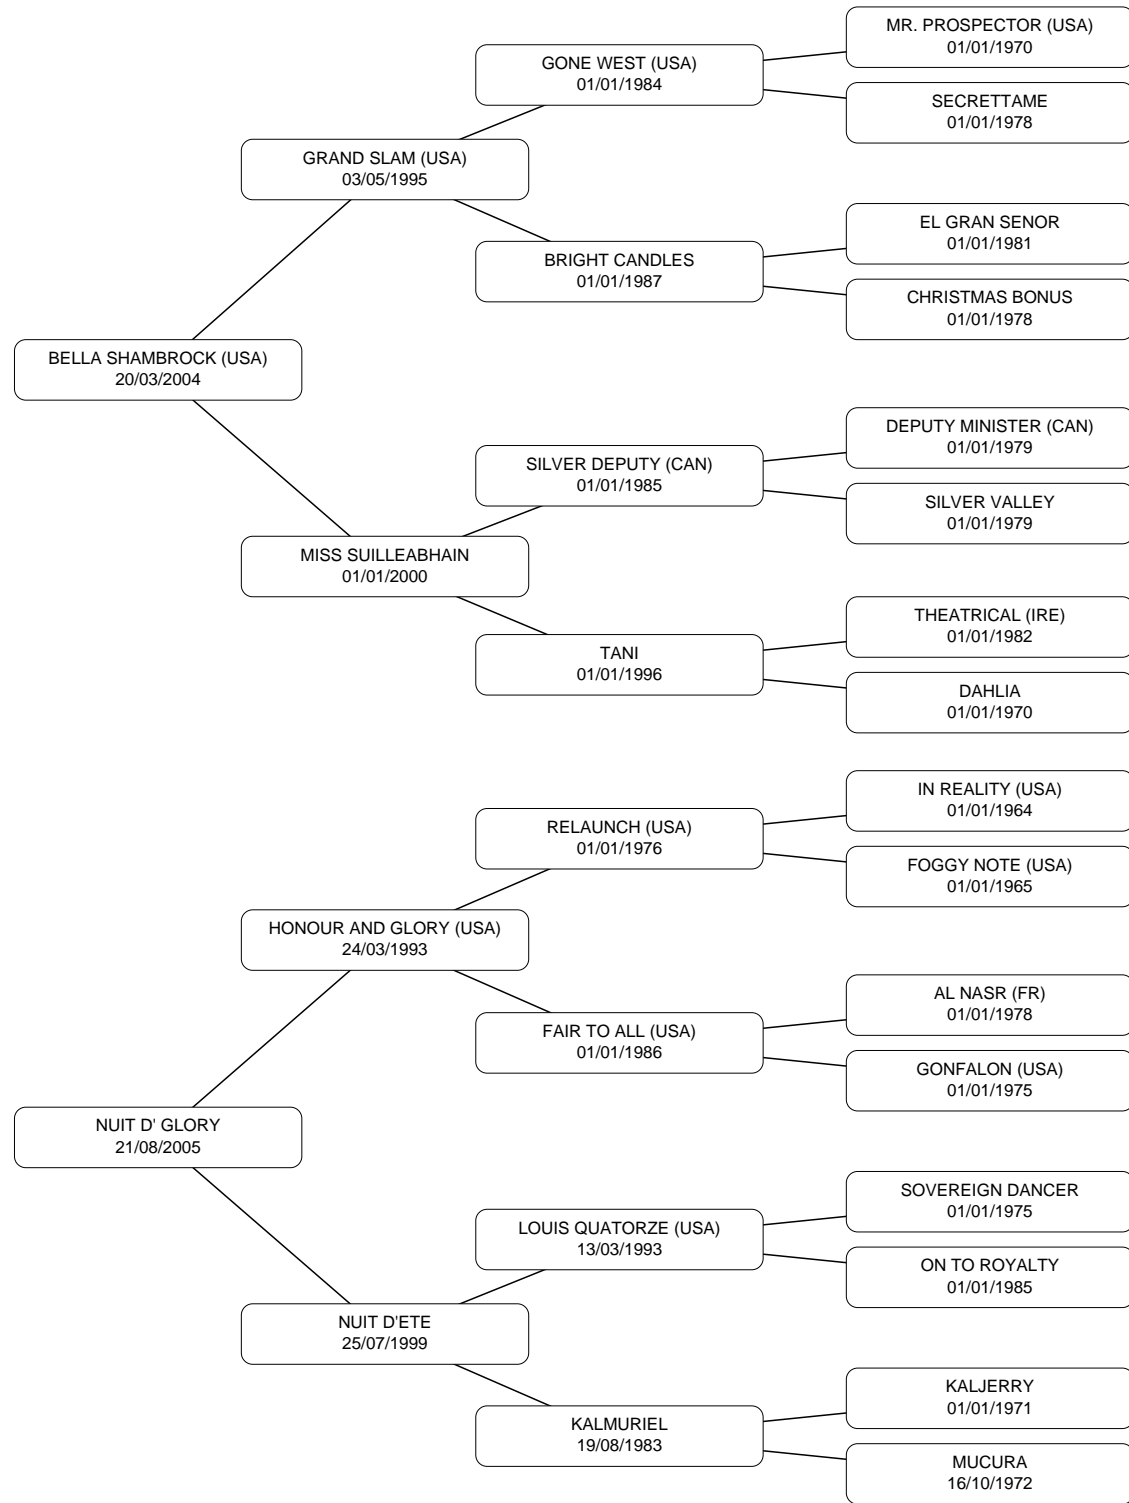 MR. PROSPECTOR (USA)
01/01/1970
GONE WEST (USA)
01/01/1984
SECRETTAME
01/01/1978
GRAND SLAM (USA)
03/05/1995
EL GRAN SENOR
01/01/1981
BRIGHT CANDLES
01/01/1987
CHRISTMAS BONUS
01/01/1978
BELLA SHAMBROCK (USA)
20/03/2004
DEPUTY MINISTER (CAN)
01/01/1979
SILVER DEPUTY (CAN)
01/01/1985
SILVER VALLEY
01/01/1979
MISS SUILLEABHAIN
01/01/2000
THEATRICAL (IRE)
01/01/1982
TANI
01/01/1996
DAHLIA
01/01/1970
IN REALITY (USA)
01/01/1964
RELAUNCH (USA)
01/01/1976
FOGGY NOTE (USA)
01/01/1965
HONOUR AND GLORY (USA)
24/03/1993
AL NASR (FR)
01/01/1978
FAIR TO ALL (USA)
01/01/1986
GONFALON (USA)
01/01/1975
NUIT D' GLORY
21/08/2005
SOVEREIGN DANCER
01/01/1975
LOUIS QUATORZE (USA)
13/03/1993
ON TO ROYALTY
01/01/1985
NUIT D'ETE
25/07/1999
KALJERRY
01/01/1971
KALMURIEL
19/08/1983
MUCURA
16/10/1972